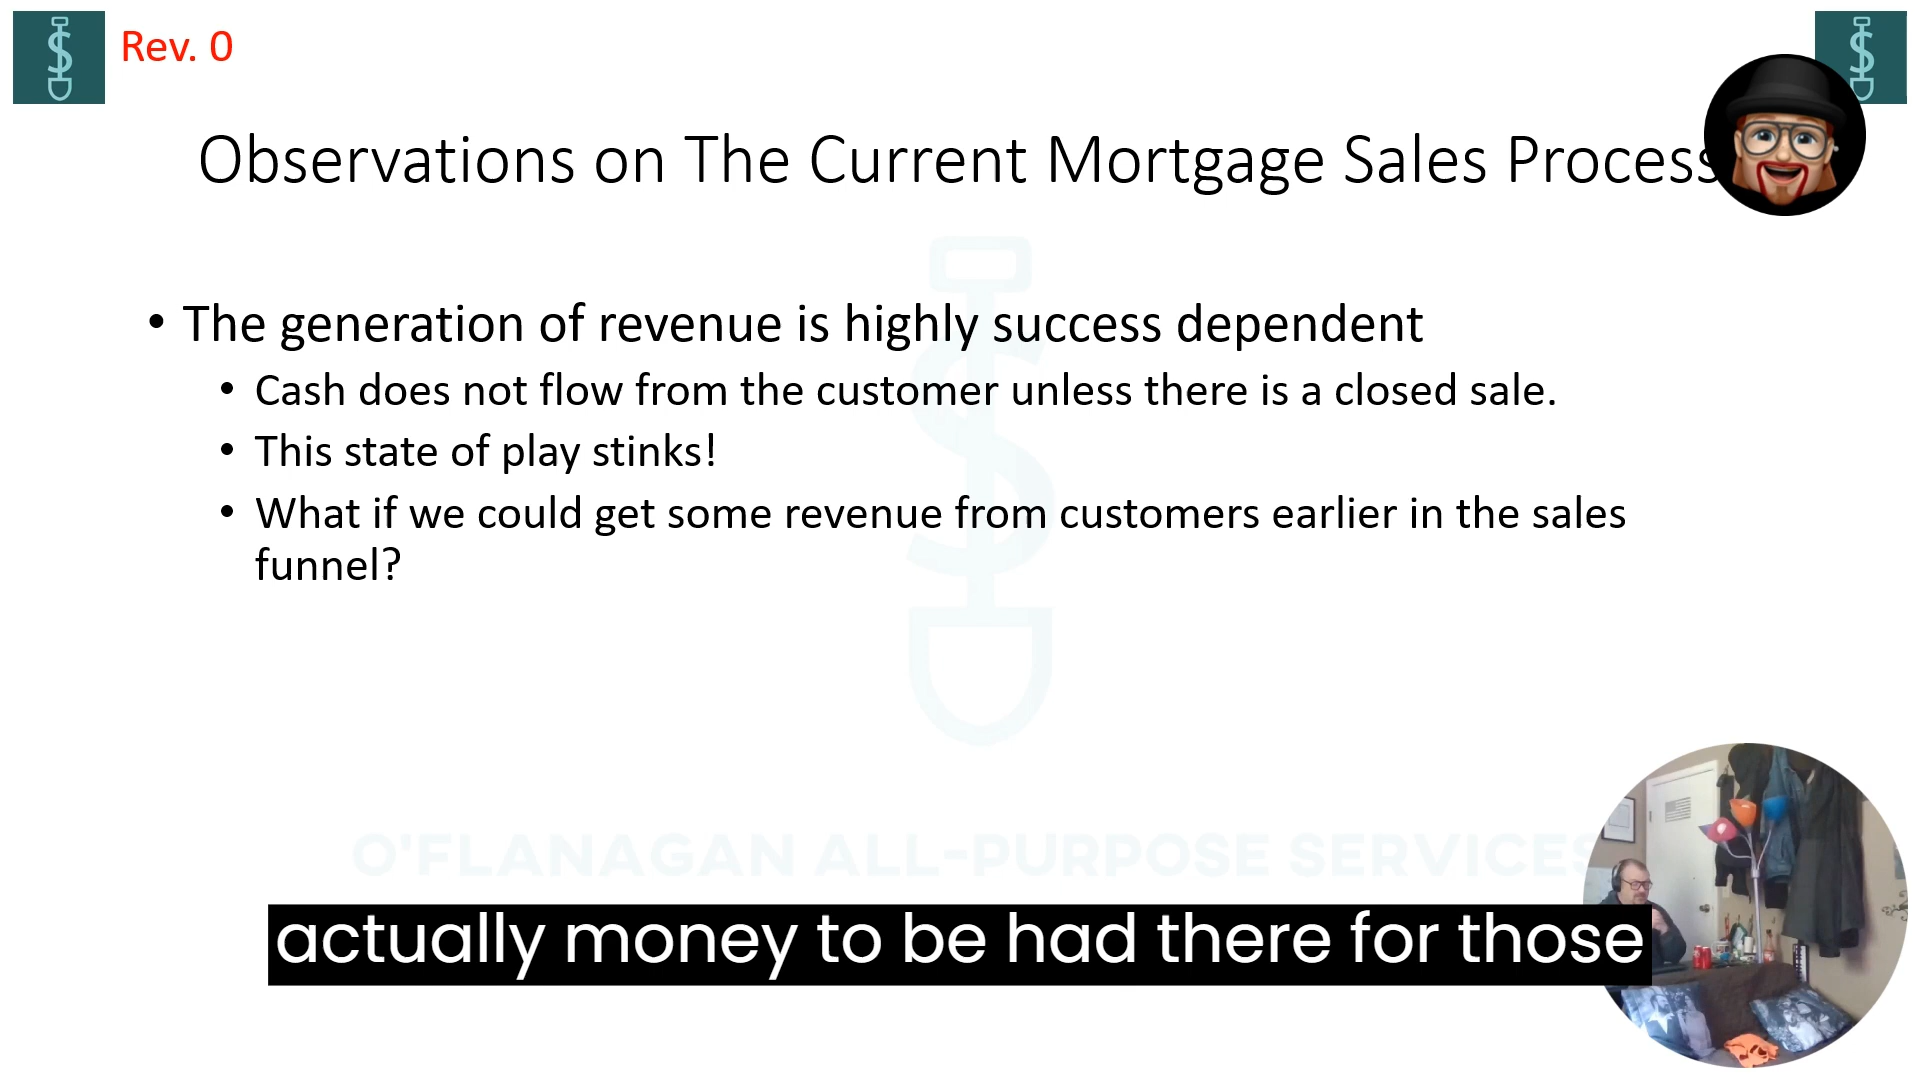 Rev. 0
Observations on The Current Mortgage Sales Process
• The generation of revenue is highly success dependent
• Cash does not flow from the customer unless there is a closed sale.
• This state of play stinks!
• What if we could get some revenue from customers earlier in the sales
funnel?
O'FLANAGAN ALL-PURPOSE SERVICES
actually money to be had there for those